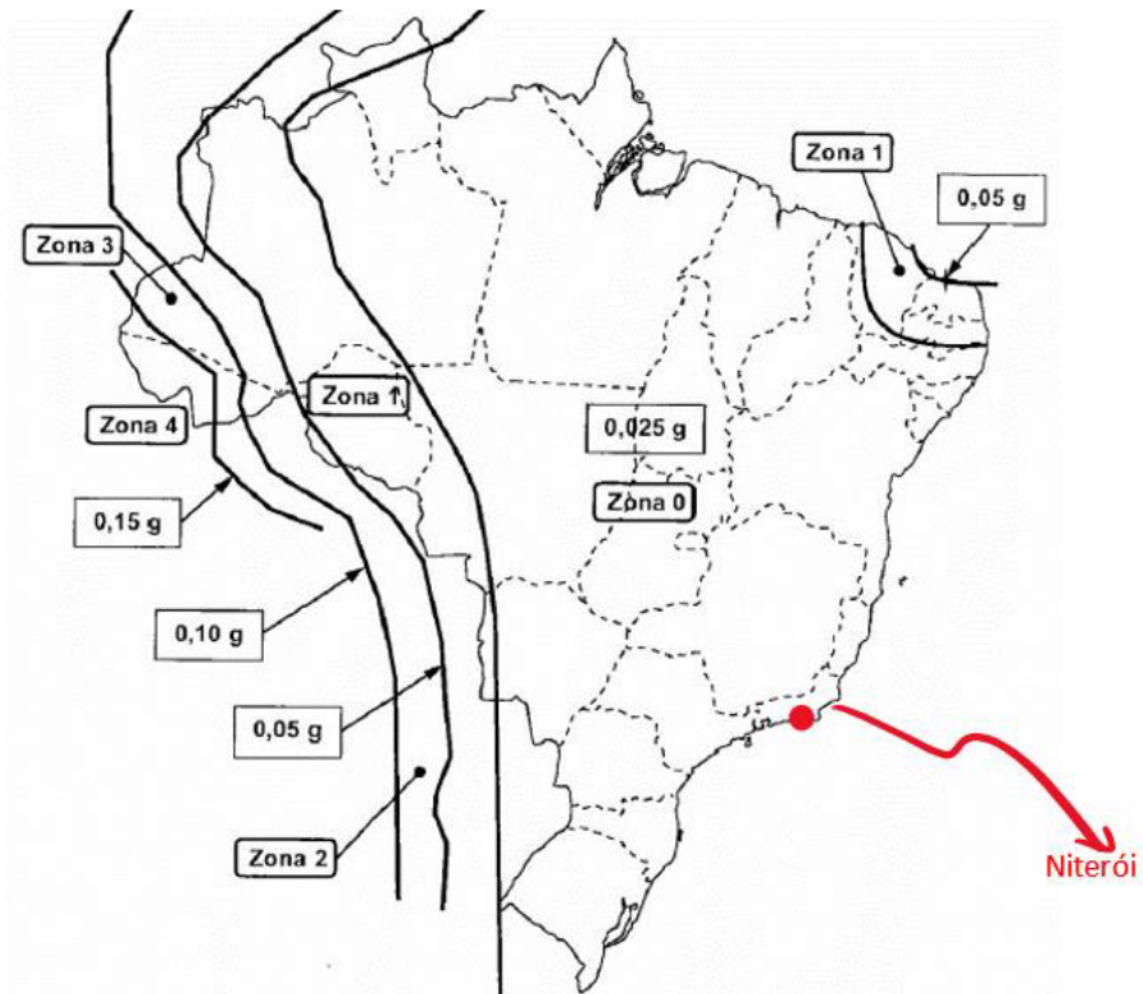 Zona 1
0,05 g
Zona 3
Zona 1
Zona 4
0,025 g
Zona 0
0,15 g
0,10 g
0,05 g
Zona 2
Niterói